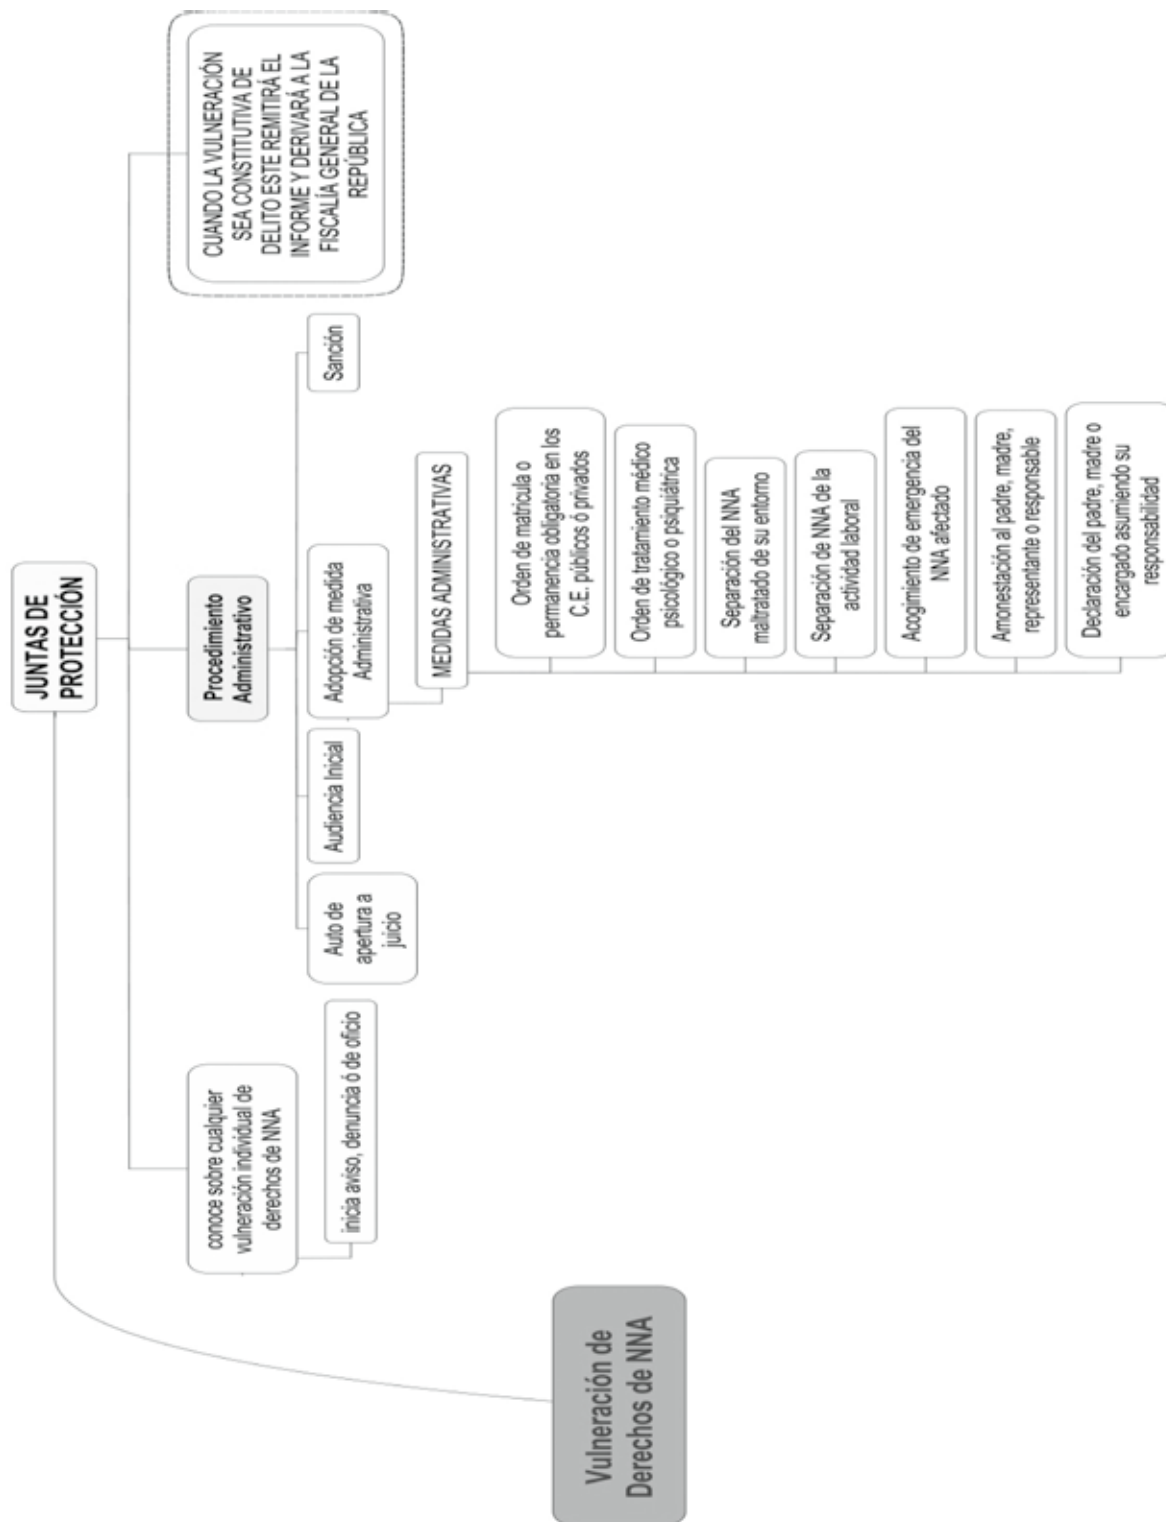 JUNTAS DE
PROTECCIÓN
Vulneración de
Derechos de NNA
conoce sobre cualquier
vulneración individual de
derechos de NNA
inicia aviso, denuncia ó de oficio
Procedimiento
Administrativo
Auto de
apertura a
juicio
Audiencia Inicial
Adopción de medida
Administrativa
Sanción
MEDIDAS ADMINISTRATIVAS
Orden de matricula o
permanencia obligatoria en los
C.E. públicos ó privados
Orden de tratamiento médico
psicológico o psiquiátrica
Separación del NNA
maltratado de su entorno
Separación de NNA de la
actividad laboral
Acogimiento de emergencia del
NNA afectado
Amonestación al padre, madre,
representante o responsable
Declaración del padre, madre o
encargado asumiendo su
responsabilidad
CUANDO LA VULNERACIÓN
SEA CONSTITUTIVA DE
DELITO ESTE REMITIRÁ EL
INFORME Y DERIVARÁ A LA
FISCALÍA GENERAL DE LA
REPÚBLICA